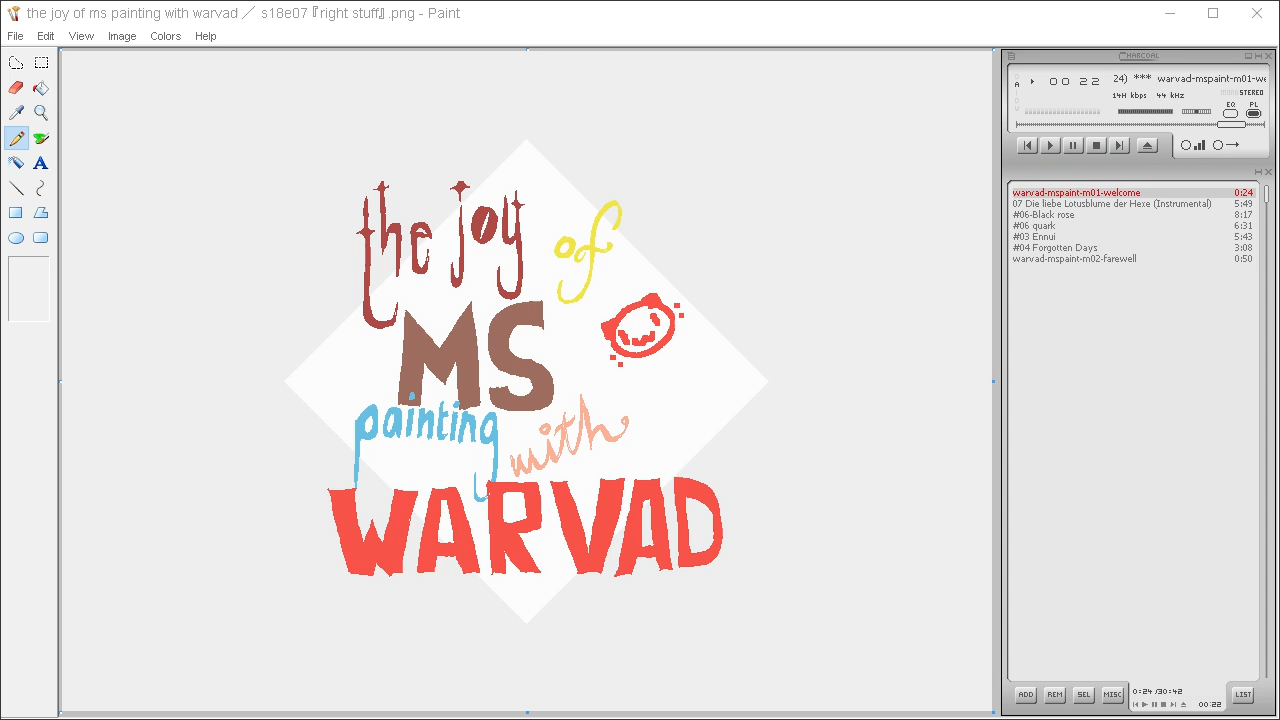 the joy of ms painting with warvad ／ s18e07『right stuff』.png - Paint
File Edit View Image Colors Help
the joy of
MS
painting with
WARVAD
CHARCOAL
00 22
24) *** warvad-mspaint-m01-we
44 kHz
STEREO
EQ PL
warvad-mspaint-m01-welcome 0:24
07 Die liebe Lotusblume der Hexe (Instrumental) 5:49
#06-Black rose 8:17
#06 quark 6:31
#03 Ennui 5:43
#04 Forgotten Days 3:08
warvad-mspaint-m02-farewell 0:50
ADD REM SEL MISC 0:24 /30:42 00:22 LIST